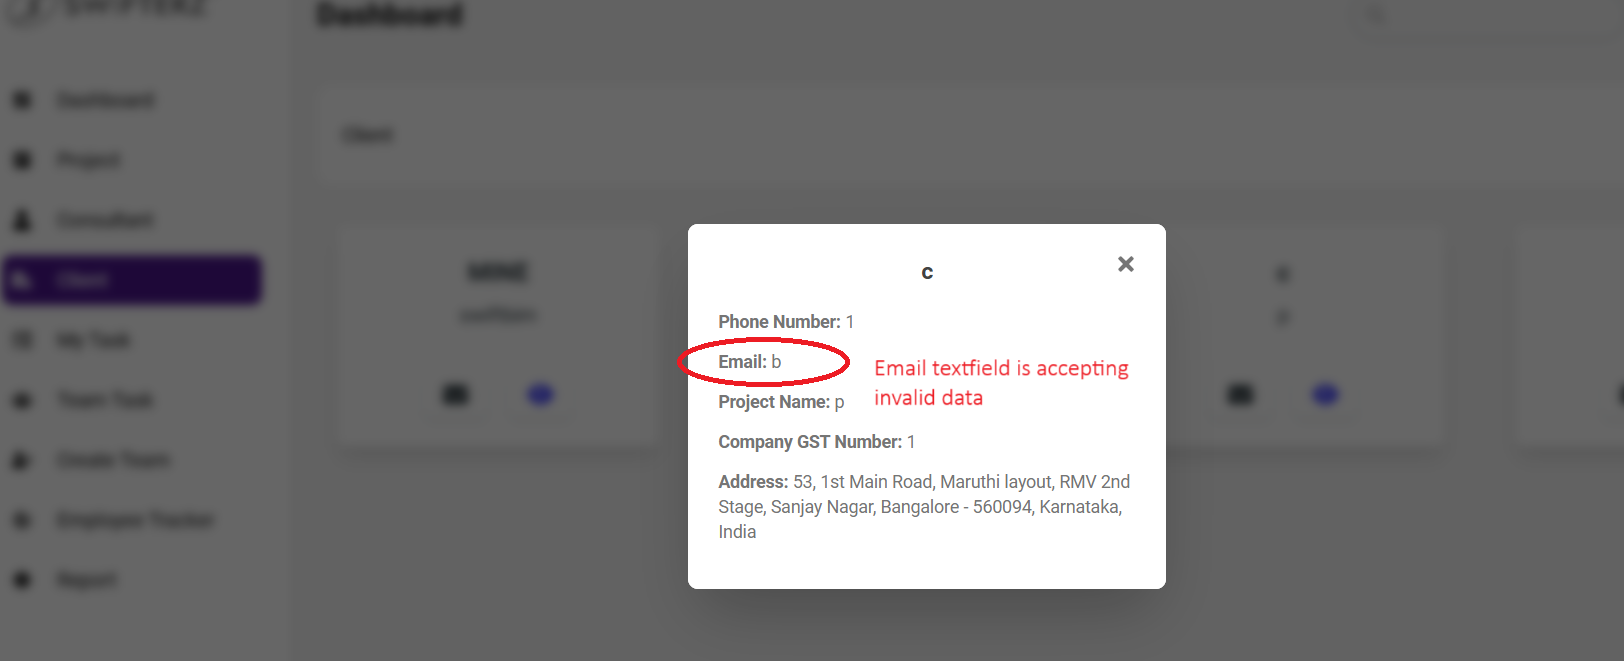 SWIFTERZ
Dashboard
Dashboard
Project
Consultant
Client
My Task
Team Task
Create Team
Employee Tracker
Report
Client
MINE
c
Phone Number: 1
Email: b
Project Name: p
Company GST Number: 1
Address: 53, 1st Main Road, Maruthi layout, RMV 2nd
Stage, Sanjay Nagar, Bangalore - 560094, Karnataka,
India
Email textfield is accepting
invalid data